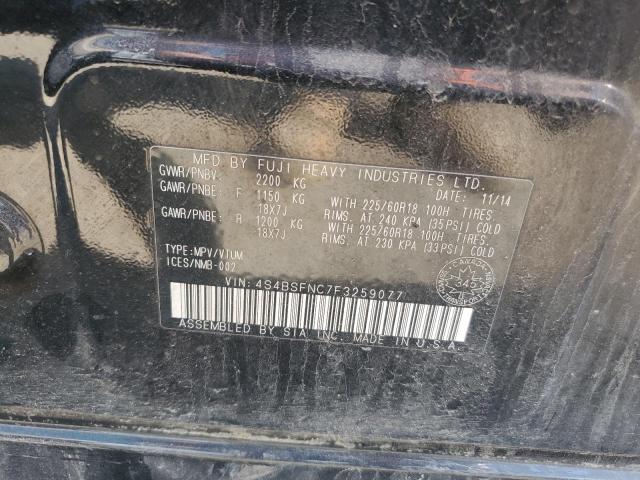 MFD. BY FUJI HEAVY INDUSTRIES LTD.
GVWR/PNBV: 2200 KG DATE: 11/14
GAWR/PNBE: F 1150 KG WITH 225/60R18 100H TIRES,
18X7J RIMS, AT 240 KPA (35PSI) COLD
GAWR/PNBE: R 1200 KG WITH 225/60R18 100H TIRES,
18X7J RIMS, AT 230 KPA (33PSI) COLD
TYPE:MPV/VTUM
ICES/NMB-002
VIN: 4S4BSFNC7F3259077
ASSEMBLED BY SIA, INC. MADE IN U.S.A.
CANADA